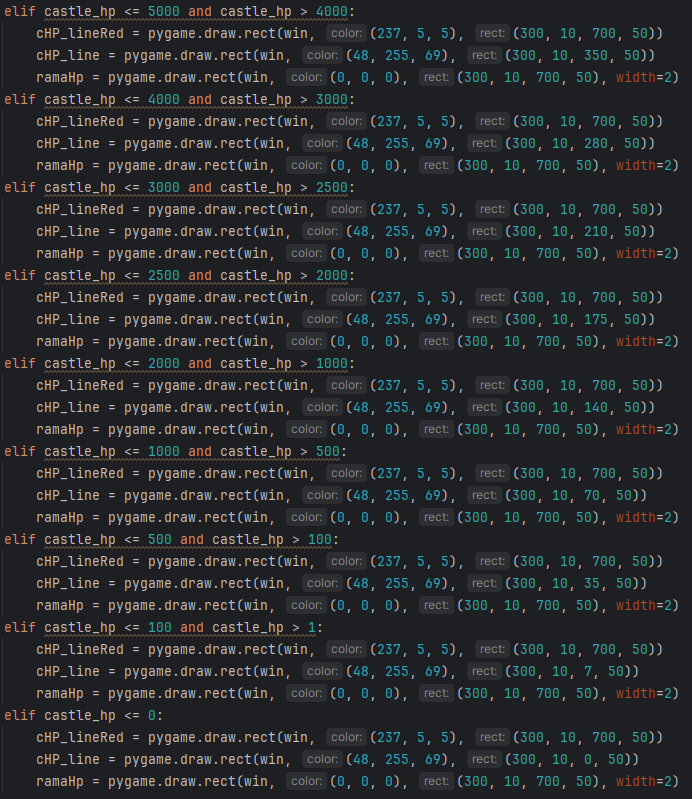 elif castle_hp <= 5000 and castle_hp > 4000:
    cHP_lineRed = pygame.draw.rect(win, color: (237, 5, 5), rect: (300, 10, 700, 50))
    cHP_line = pygame.draw.rect(win, color: (48, 255, 69), rect: (300, 10, 350, 50))
    ramaHp = pygame.draw.rect(win, color: (0, 0, 0), rect: (300, 10, 700, 50), width=2)
elif castle_hp <= 4000 and castle_hp > 3000:
    cHP_lineRed = pygame.draw.rect(win, color: (237, 5, 5), rect: (300, 10, 700, 50))
    cHP_line = pygame.draw.rect(win, color: (48, 255, 69), rect: (300, 10, 280, 50))
    ramaHp = pygame.draw.rect(win, color: (0, 0, 0), rect: (300, 10, 700, 50), width=2)
elif castle_hp <= 3000 and castle_hp > 2500:
    cHP_lineRed = pygame.draw.rect(win, color: (237, 5, 5), rect: (300, 10, 700, 50))
    cHP_line = pygame.draw.rect(win, color: (48, 255, 69), rect: (300, 10, 210, 50))
    ramaHp = pygame.draw.rect(win, color: (0, 0, 0), rect: (300, 10, 700, 50), width=2)
elif castle_hp <= 2500 and castle_hp > 2000:
    cHP_lineRed = pygame.draw.rect(win, color: (237, 5, 5), rect: (300, 10, 700, 50))
    cHP_line = pygame.draw.rect(win, color: (48, 255, 69), rect: (300, 10, 175, 50))
    ramaHp = pygame.draw.rect(win, color: (0, 0, 0), rect: (300, 10, 700, 50), width=2)
elif castle_hp <= 2000 and castle_hp > 1000:
    cHP_lineRed = pygame.draw.rect(win, color: (237, 5, 5), rect: (300, 10, 700, 50))
    cHP_line = pygame.draw.rect(win, color: (48, 255, 69), rect: (300, 10, 140, 50))
    ramaHp = pygame.draw.rect(win, color: (0, 0, 0), rect: (300, 10, 700, 50), width=2)
elif castle_hp <= 1000 and castle_hp > 500:
    cHP_lineRed = pygame.draw.rect(win, color: (237, 5, 5), rect: (300, 10, 700, 50))
    cHP_line = pygame.draw.rect(win, color: (48, 255, 69), rect: (300, 10, 70, 50))
    ramaHp = pygame.draw.rect(win, color: (0, 0, 0), rect: (300, 10, 700, 50), width=2)
elif castle_hp <= 500 and castle_hp > 100:
    cHP_lineRed = pygame.draw.rect(win, color: (237, 5, 5), rect: (300, 10, 700, 50))
    cHP_line = pygame.draw.rect(win, color: (48, 255, 69), rect: (300, 10, 35, 50))
    ramaHp = pygame.draw.rect(win, color: (0, 0, 0), rect: (300, 10, 700, 50), width=2)
elif castle_hp <= 100 and castle_hp > 1:
    cHP_lineRed = pygame.draw.rect(win, color: (237, 5, 5), rect: (300, 10, 700, 50))
    cHP_line = pygame.draw.rect(win, color: (48, 255, 69), rect: (300, 10, 7, 50))
    ramaHp = pygame.draw.rect(win, color: (0, 0, 0), rect: (300, 10, 700, 50), width=2)
elif castle_hp <= 0:
    cHP_lineRed = pygame.draw.rect(win, color: (237, 5, 5), rect: (300, 10, 700, 50))
    cHP_line = pygame.draw.rect(win, color: (48, 255, 69), rect: (300, 10, 0, 50))
    ramaHp = pygame.draw.rect(win, color: (0, 0, 0), rect: (300, 10, 700, 50), width=2)